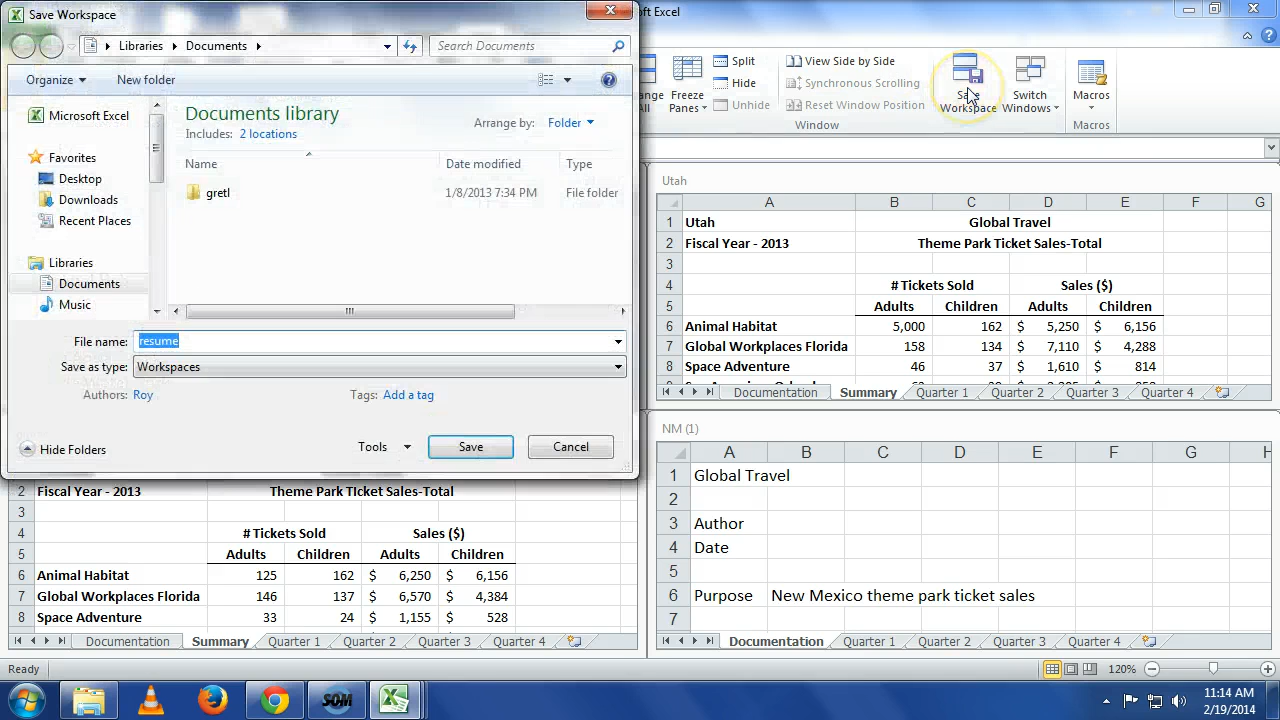 Save Workspace
Libraries
Documents
Search Documents
Organize
New folder
Microsoft Excel
Favorites
Desktop
Downloads
Recent Places
Libraries
Documents
Music
Documents library
Includes: 2 locations
Arrange by: Folder
Name Date modified Type
gretl 1/8/2013 7:34 PM File folder
File name: resume
Save as type: Workspaces
Authors: Roy
Tags: Add a tag
Hide Folders
Tools
Save
Cancel
Microsoft Excel
Freeze Panes
Split
Hide
Unhide
View Side by Side
Synchronous Scrolling
Reset Window Position
Window
Save Workspace
Switch Windows
Macros
Macros
Utah
A B C D E F G
1 Utah Global Travel
2 Fiscal Year - 2013 Theme Park Ticket Sales-Total
3
4 # Tickets Sold Sales ($)
5 Adults Children Adults Children
6 Animal Habitat 5,000 162 $ 5,250 $ 6,156
7 Global Workplaces Florida 158 134 $ 7,110 $ 4,288
8 Space Adventure 46 37 $ 1,610 $ 814
Documentation Summary Quarter 1 Quarter 2 Quarter 3 Quarter 4
NM (1)
A B C D E F G H
1 Global Travel
2
3 Author
4 Date
5
6 Purpose New Mexico theme park ticket sales
7
Documentation Quarter 1 Quarter 2 Quarter 3 Quarter 4
2 Fiscal Year - 2013 Theme Park TIcket Sales-Total
3
4 # Tickets Sold Sales ($)
5 Adults Children Adults Children
6 Animal Habitat 125 162 $ 6,250 $ 6,156
7 Global Workplaces Florida 146 137 $ 6,570 $ 4,384
8 Space Adventure 33 24 $ 1,155 $ 528
Documentation Summary Quarter 1 Quarter 2 Quarter 3 Quarter 4
Ready
120%
SOM
11:14 AM
2/19/2014